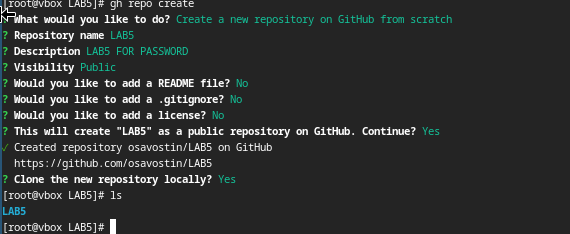 [root@vbox LAB5]# gh repo create
What would you like to do? Create a new repository on GitHub from scratch
? Repository name LAB5
? Description LAB5 FOR PASSWORD
? Visibility Public
? Would you like to add a README file? No
? Would you like to add a .gitignore? No
? Would you like to add a license? No
? This will create "LAB5" as a public repository on GitHub. Continue? Yes
✓ Created repository osavostin/LAB5 on GitHub
https://github.com/osavostin/LAB5
? Clone the new repository locally? Yes
[root@vbox LAB5]# ls
LAB5
[root@vbox LAB5]#